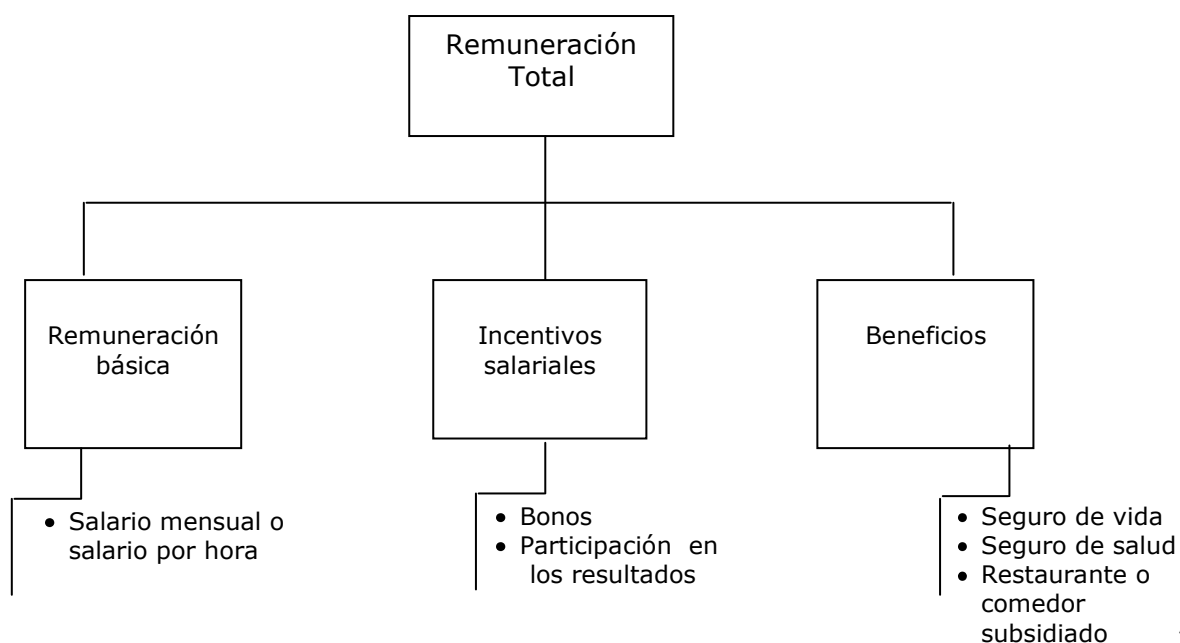 Remuneración
Total
Remuneración
básica
Incentivos
salariales
Beneficios
• Salario mensual o
salario por hora
• Bonos
• Participación en
los resultados
• Seguro de vida
• Seguro de salud
• Restaurante o
comedor
subsidiado